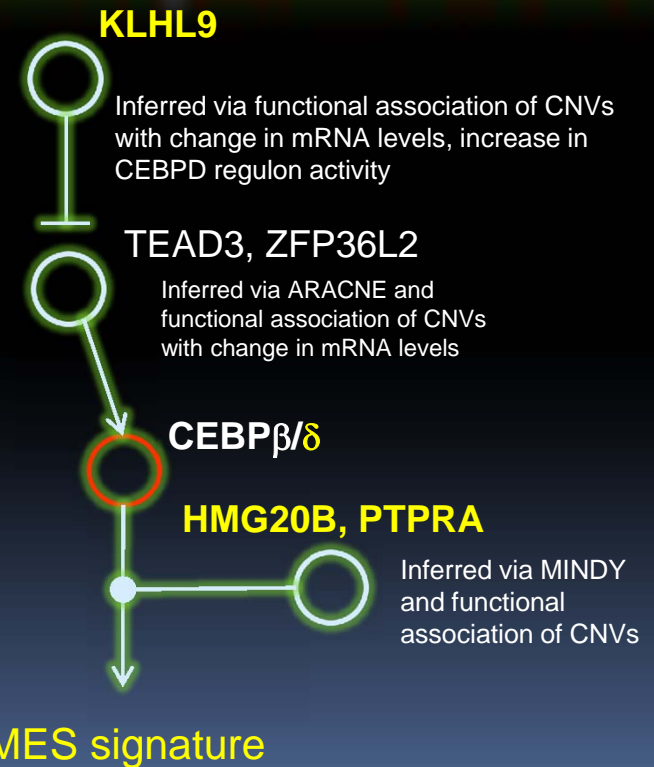 KLHL9
Inferred via functional association of CNVs
with change in mRNA levels, increase in
CEBPD regulon activity
TEAD3, ZFP36L2
Inferred via ARACNE and
functional association of CNVs
with change in mRNA levels
CEBPβ/δ
HMG20B, PTPRA
Inferred via MINDY
and functional
association of CNVs
MES signature